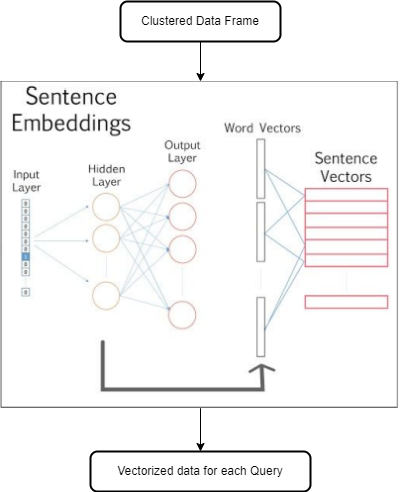 Clustered Data Frame
Sentence
Embeddings
Output
Layer
Word Vectors
Hidden
Layer
Sentence
Vectors
Input
Layer
0
0
0
0
0
0
0
1
0
0
0
Vectorized data for each Query